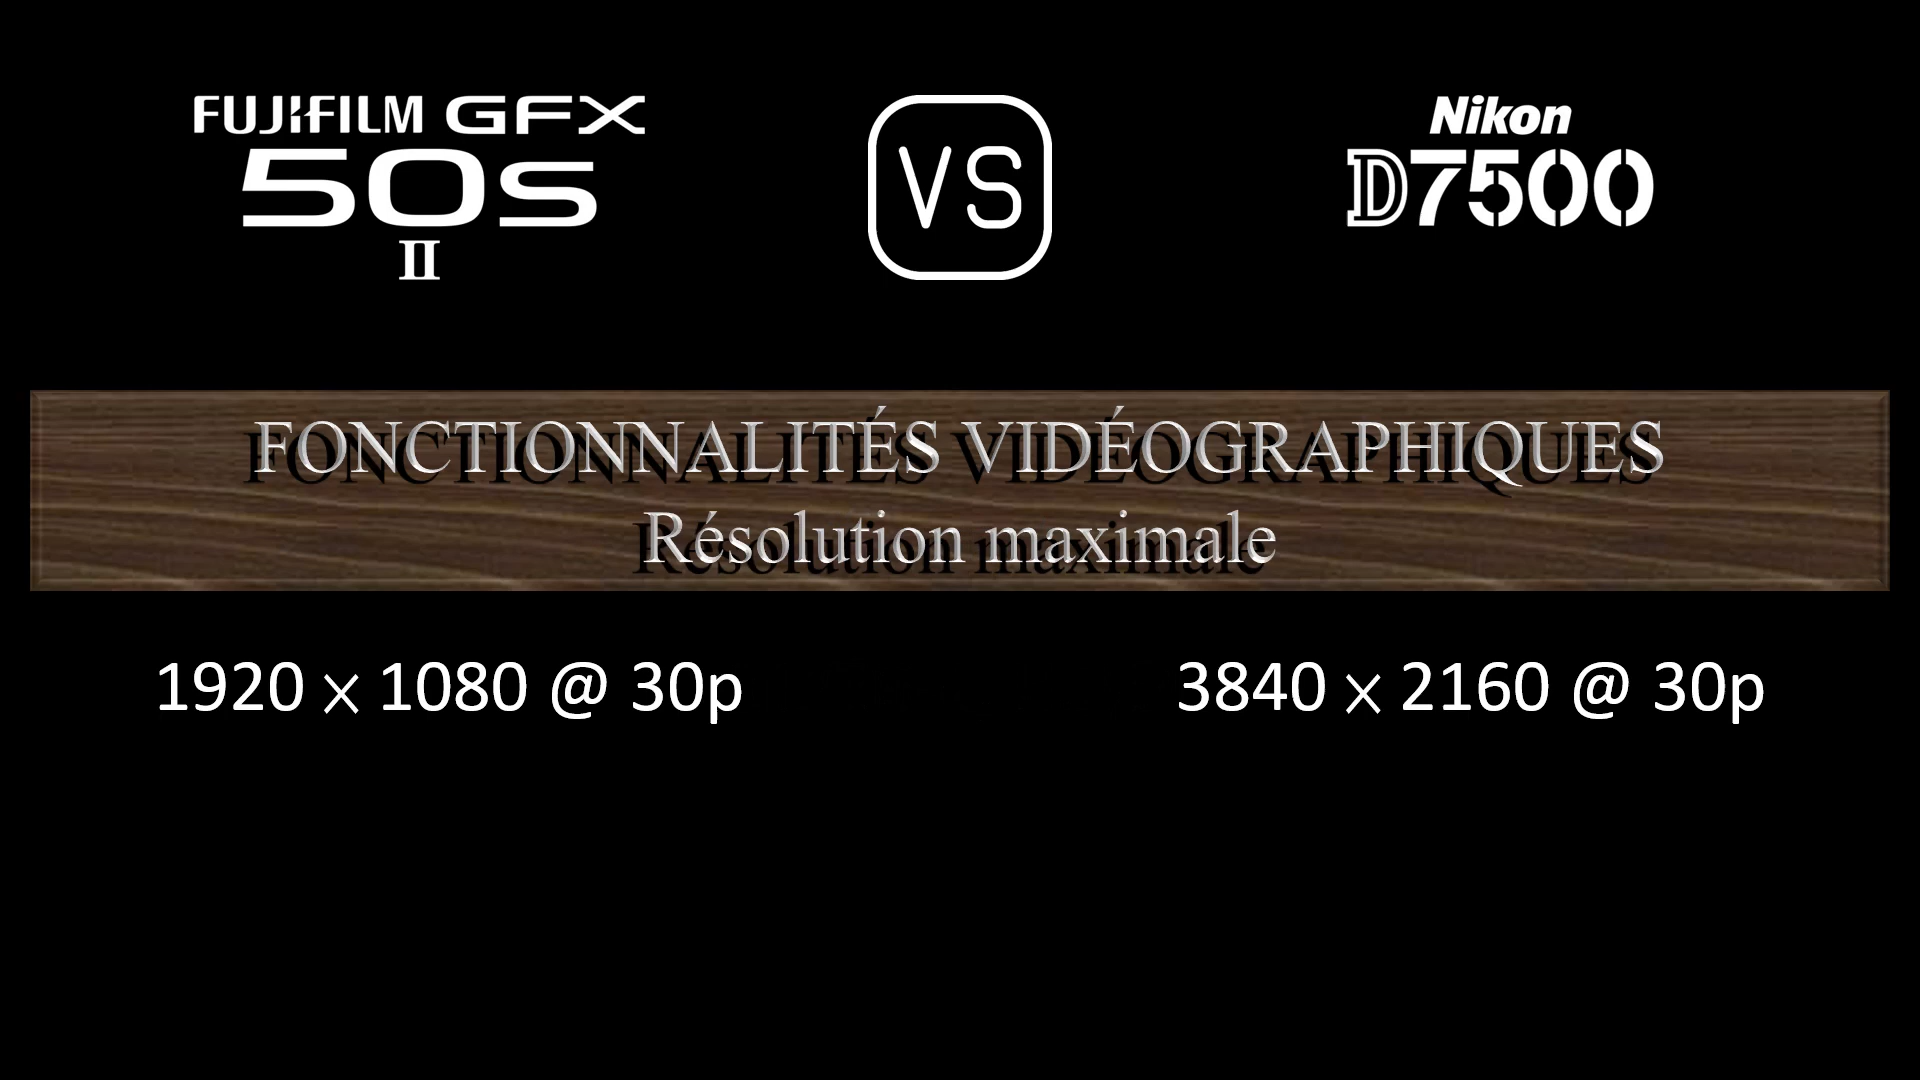 FUJIFILM GFX
50S
II
VS
Nikon
D7500
FONCTIONNALITÉS VIDÉOGRAPHIQUES
Résolution maximale
1920 x 1080 @ 30p
3840 x 2160 @ 30p